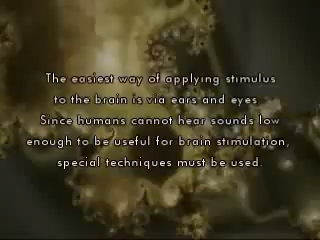 The easiest way of applying stimulus
to the brain is via ears and eyes
Since humans cannot hear sounds low
enough to be useful for brain stimulation,
special techniques must be used.